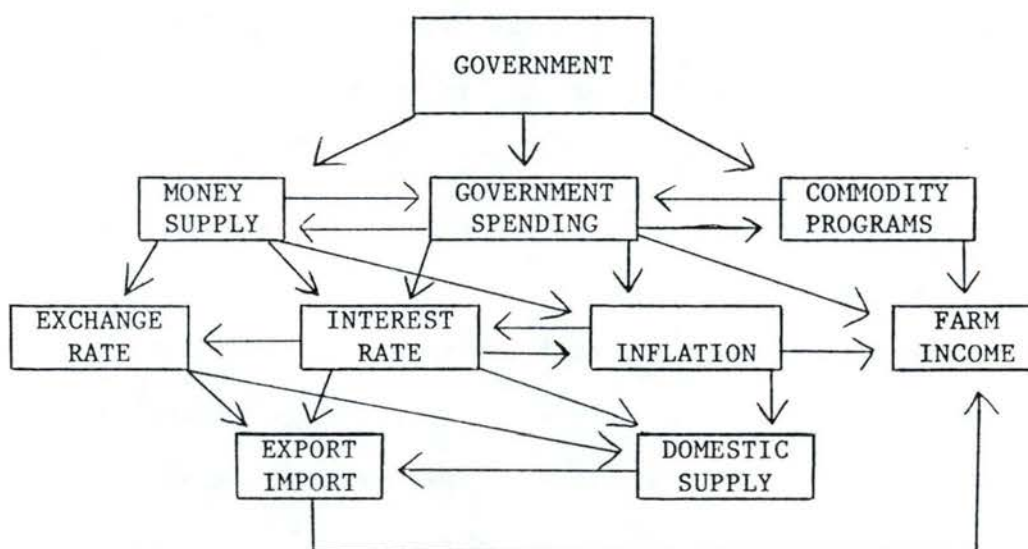 GOVERNMENT
MONEY
SUPPLY
GOVERNMENT
SPENDING
COMMODITY
PROGRAMS
EXCHANGE
RATE
INTEREST
RATE
INFLATION
FARM
INCOME
EXPORT
IMPORT
DOMESTIC
SUPPLY